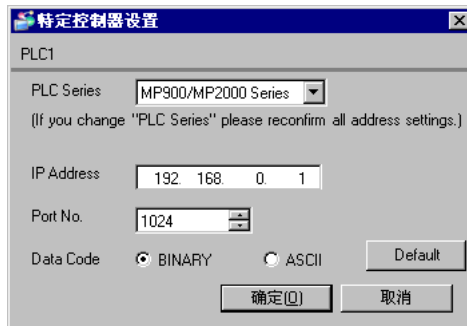 特定控制器设置
PLC1
PLC Series MP900/MP2000 Series
(If you change "PLC Series" please reconfirm all address settings.)
IP Address 192. 168. 0. 1
Port No. 1024
Data Code BINARY ASCII Default
确定(O) 取消